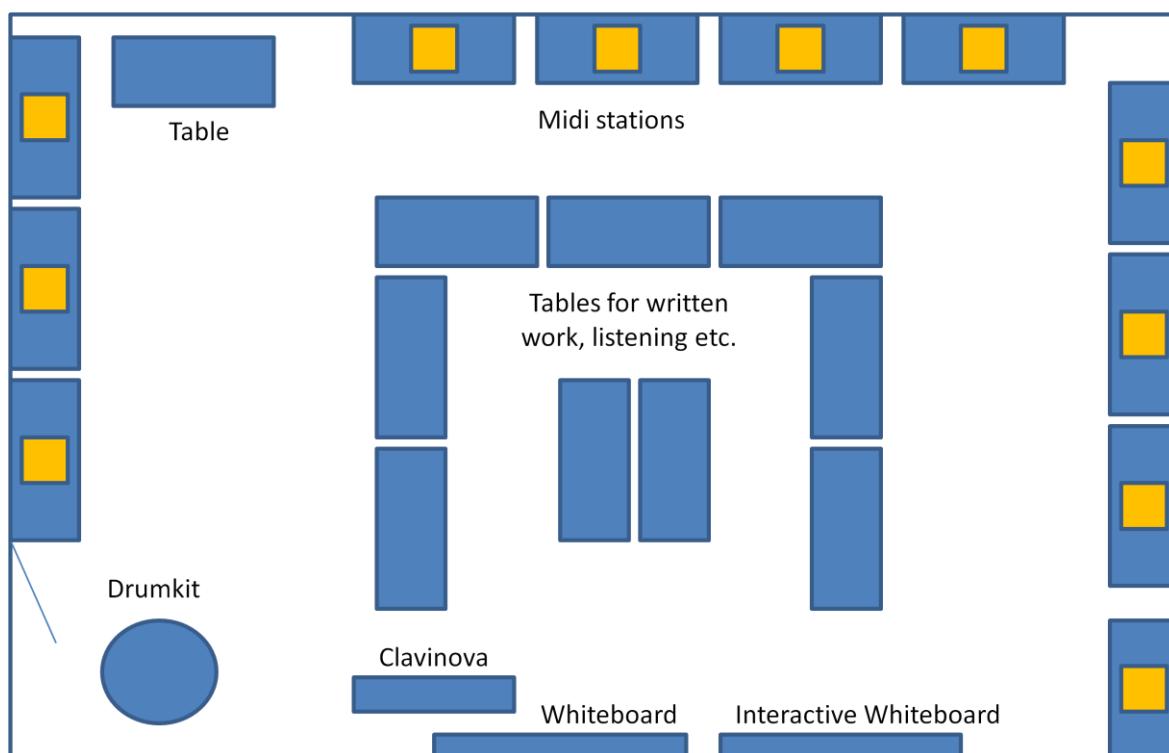 Midi stations
Table
Tables for written
work, listening etc.
Drumkit
Clavinova
Whiteboard
Interactive Whiteboard